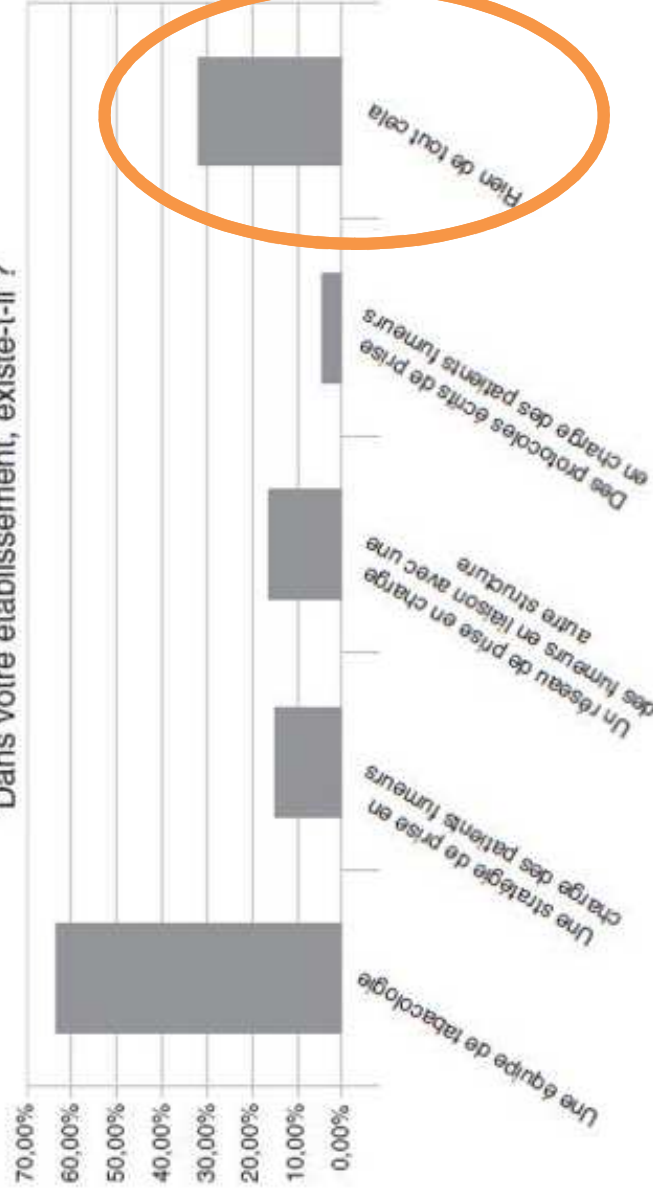 Dans votre établissement, existe-t-il ?
70,00%
60,00%
50,00%
40,00%
30,00%
20,00%
10,00%
0,00%
Une équipe de tabacologie
Une stratégie de prise en
charge des patients fumeurs
Un réseau de prise en charge
des fumeurs en liaison avec une
autre structure
Des protocoles écrits de prise
en charge des patients fumeurs
Rien de tout cela